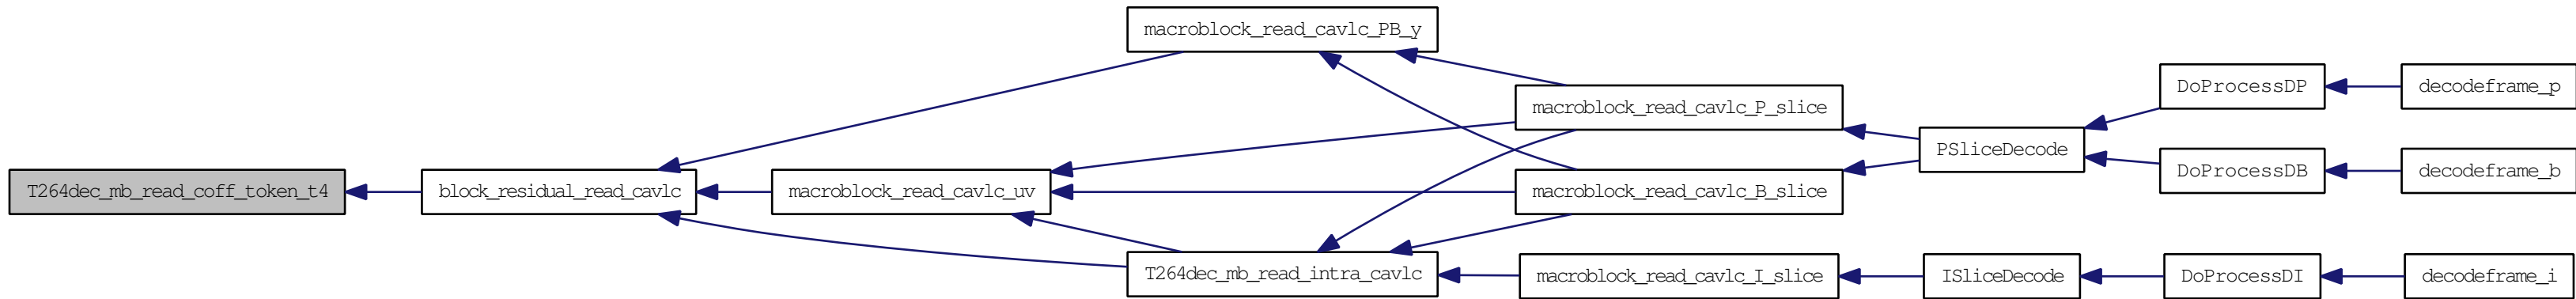 macroblock_read_cavlc_PB_y
DoProcessDP
decodeframe_p
macroblock_read_cavlc_P_slice
PSliceDecode
T264dec_mb_read_coff_token_t4
block_residual_read_cavlc
macroblock_read_cavlc_uv
macroblock_read_cavlc_B_slice
DoProcessDB
decodeframe_b
T264dec_mb_read_intra_cavlc
macroblock_read_cavlc_I_slice
ISliceDecode
DoProcessDI
decodeframe_i